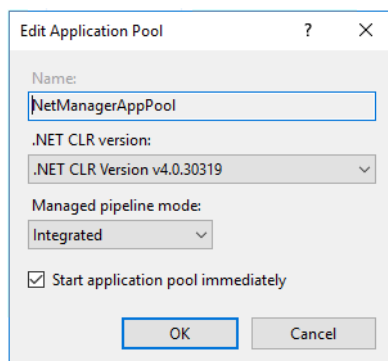 Edit Application Pool ? ×
Name:
NetManagerAppPool
.NET CLR version:
.NET CLR Version v4.0.30319
Managed pipeline mode:
Integrated
Start application pool immediately
OK Cancel